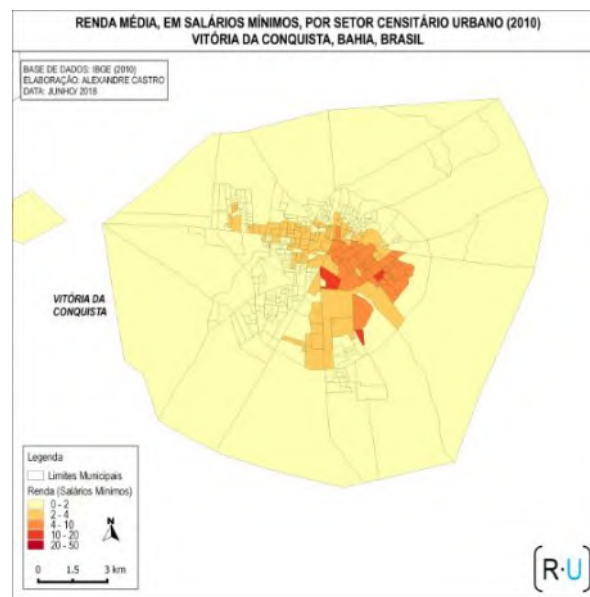 RENDA MÉDIA, EM SALÁRIOS MÍNIMOS, POR SETOR CENSITÁRIO URBANO (2010)
VITÓRIA DA CONQUISTA, BAHIA, BRASIL
BASE DE DADOS: IBGE (2010)
ELABORAÇÃO: ALEXANDRE CASTRO
DATA: JUNHO/ 2018
VITÓRIA DA
CONQUISTA
Legenda
Limites Municipais
Renda (Salários Mínimos)
0 - 2
2 - 4
4 - 10
10 - 20
20 - 50
N
0 1.5 3 km
[R·U]